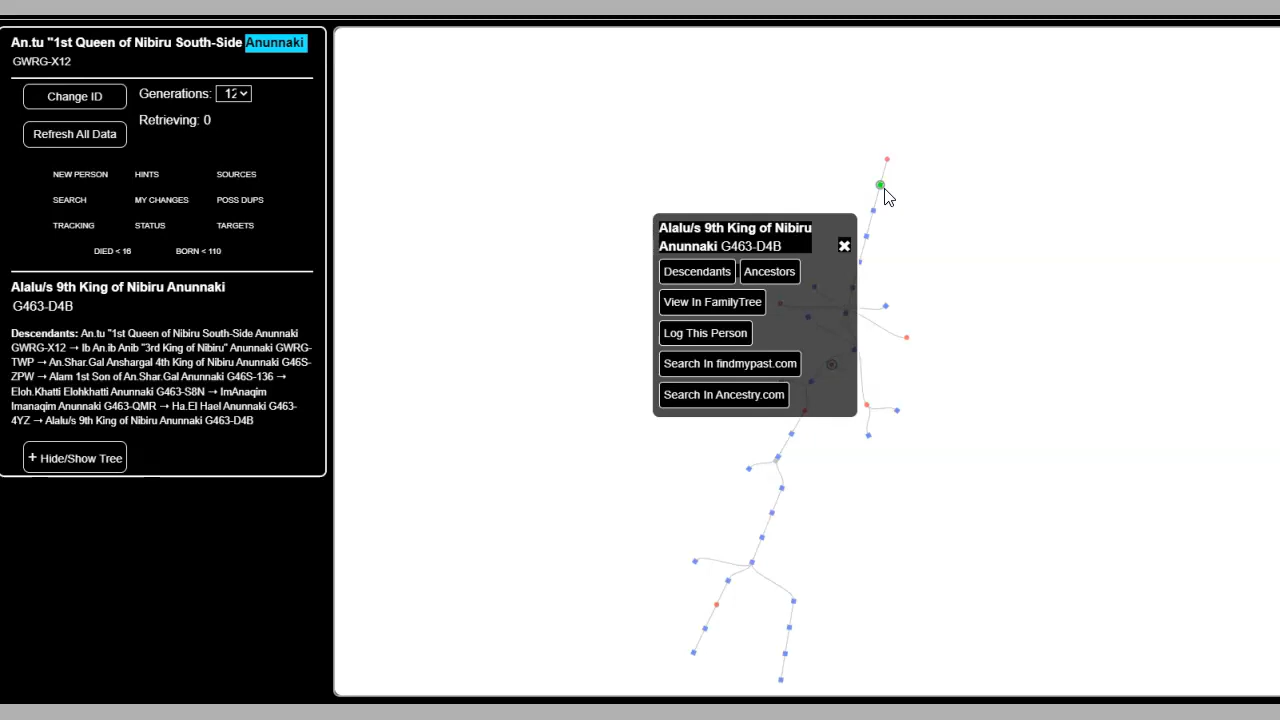 An.tu "1st Queen of Nibiru South-Side Anunnaki
GWRG-X12
Change ID
Generations: 12
Refresh All Data
Retrieving: 0
NEW PERSON HINTS SOURCES
SEARCH MY CHANGES POSS DUPS
TRACKING STATUS TARGETS
DIED < 16 BORN < 110
Alalu/s 9th King of Nibiru Anunnaki
G463-D4B
Descendants: An.tu "1st Queen of Nibiru South-Side Anunnaki
GWRG-X12 → Ib An.ib Anib "3rd King of Nibiru" Anunnaki GWRG-
TWP → An.Shar.Gal Anshargal 4th King of Nibiru Anunnaki G46S-
ZPW → Alam 1st Son of An.Shar.Gal Anunnaki G46S-136 →
Eloh.Khatti Elohkhatti Anunnaki G463-S8N → ImAnaqim
Imanaqim Anunnaki G463-QMR → Ha.El Hael Anunnaki G463-
4YZ → Alalu/s 9th King of Nibiru Anunnaki G463-D4B
+ Hide/Show Tree
Alalu/s 9th King of Nibiru
Anunnaki G463-D4B
Descendants Ancestors
View In FamilyTree
Log This Person
Search In findmypast.com
Search In Ancestry.com